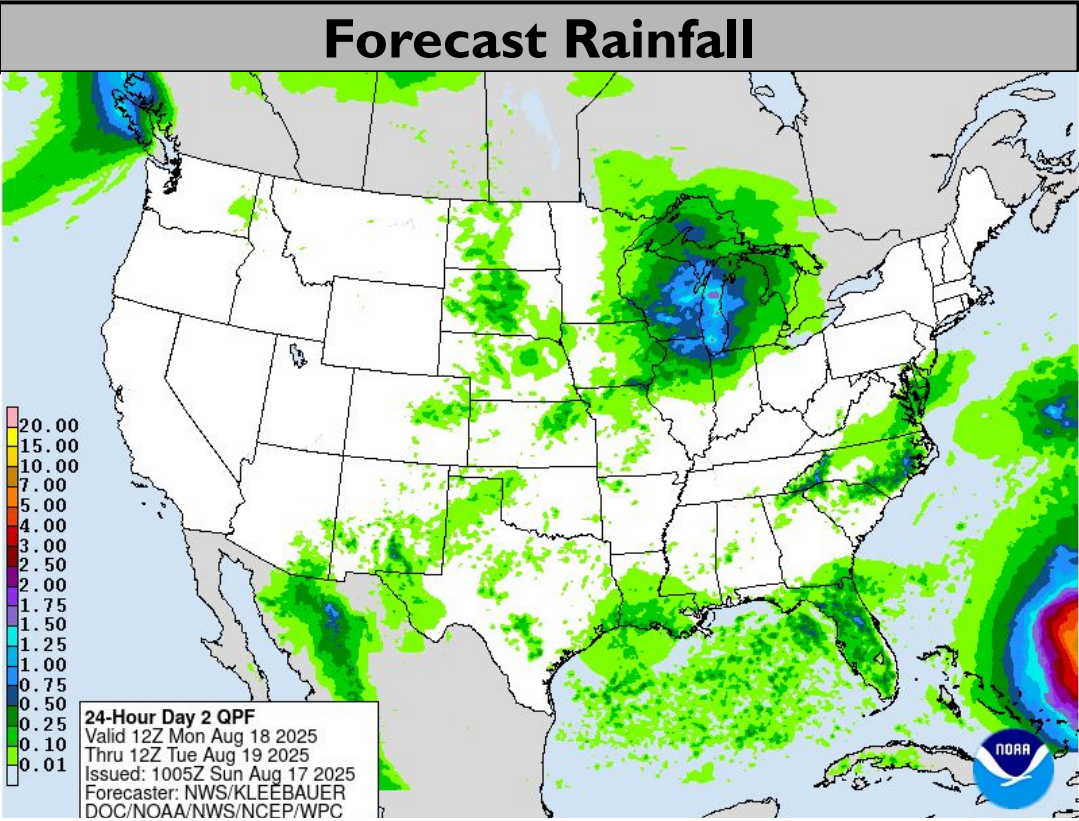 Forecast Rainfall
20.00
15.00
10.00
7.00
5.00
4.00
3.00
2.50
2.00
1.75
1.50
1.25
1.00
0.75
0.50
0.25
0.10
0.01
24-Hour Day 2 QPF
Valid 12Z Mon Aug 18 2025
Thru 12Z Tue Aug 19 2025
Issued: 1005Z Sun Aug 17 2025
Forecaster: NWS/KLEEBAUER
DOC/NOAA/NWS/NCEP/WPC
NOAA